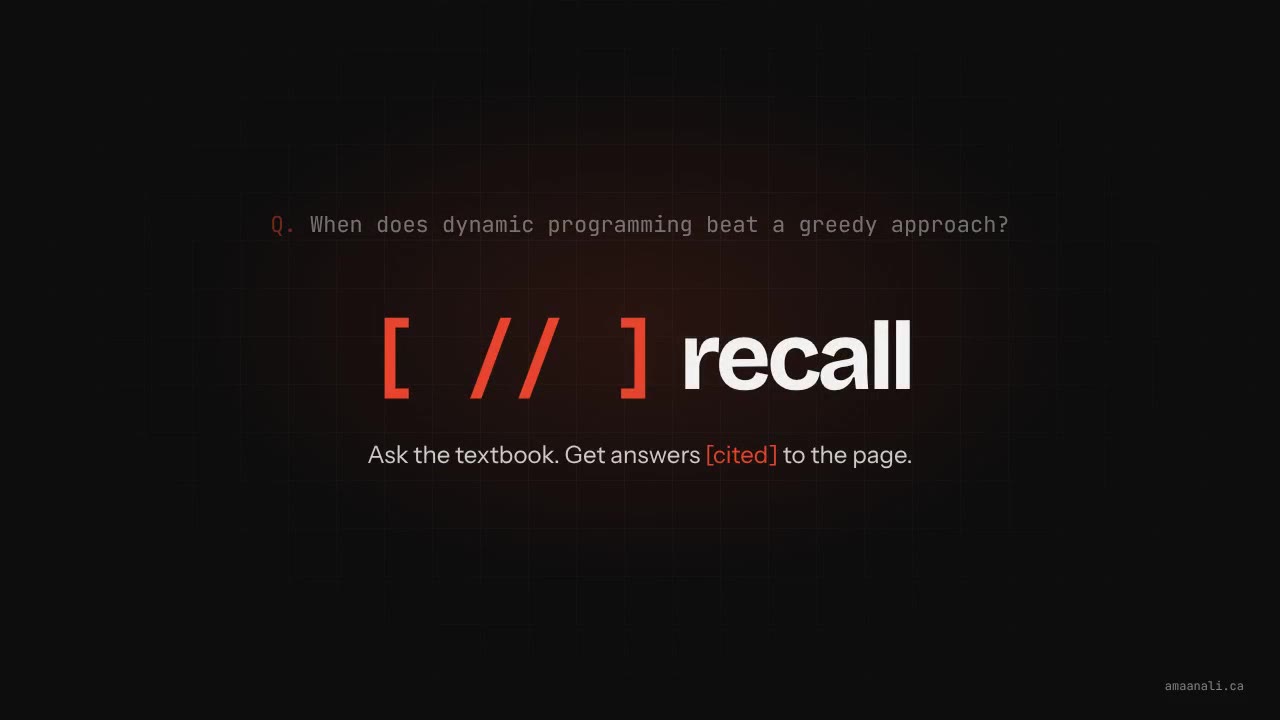 Q. When does dynamic programming beat a greedy approach?
[ // ] recall
Ask the textbook. Get answers [cited] to the page.
amaanali.ca